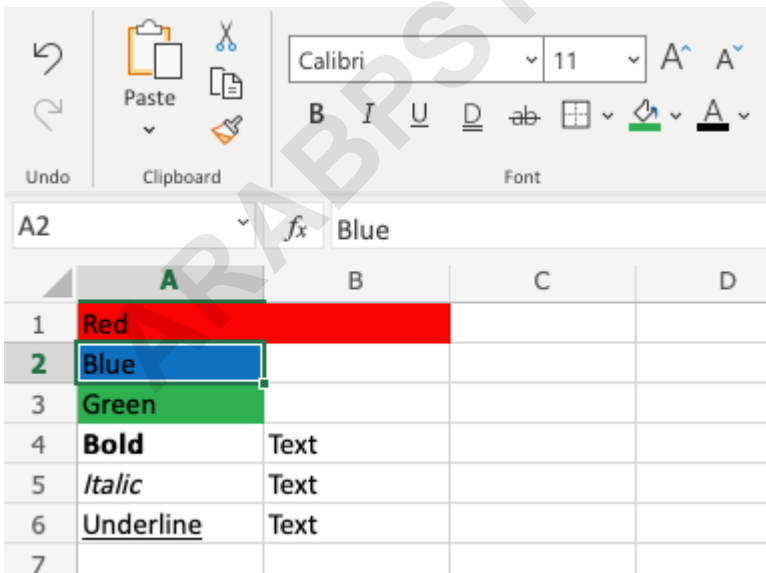 Calibri 11 A A
Paste
B I U D ab A
Undo Clipboard Font
A2 fx Blue
A B C D
1 Red
2 Blue
3 Green
4 Bold Text
5 Italic Text
6 Underline Text
7
ARABPS